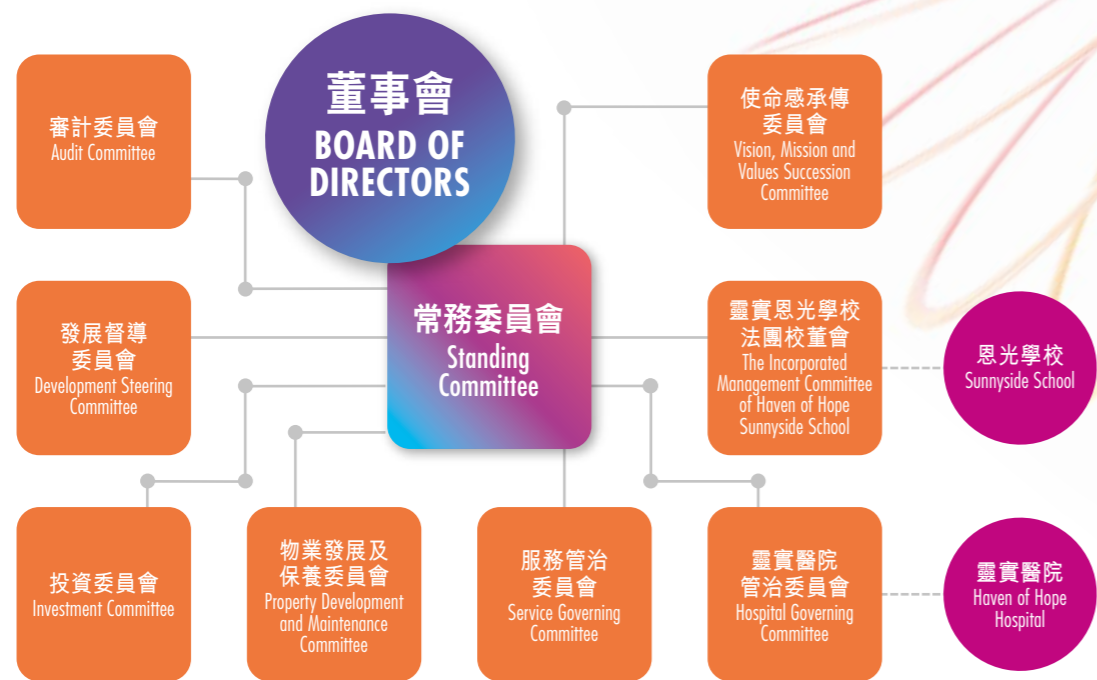 審計委員會
Audit Committee
董事會
BOARD OF
DIRECTORS
使命感承傳
委員會
Vision, Mission and
Values Succession
Committee
發展督導
委員會
Development Steering
Committee
常務委員會
Standing
Committee
靈實恩光學校
法團校董會
The Incorporated
Management Committee
of Haven of Hope
Sunnyside School
恩光學校
Sunnyside School
投資委員會
Investment Committee
物業發展及
保養委員會
Property Development
and Maintenance
Committee
服務管治
委員會
Service Governing
Committee
靈實醫院
管治委員會
Hospital Governing
Committee
靈實醫院
Haven of Hope
Hospital